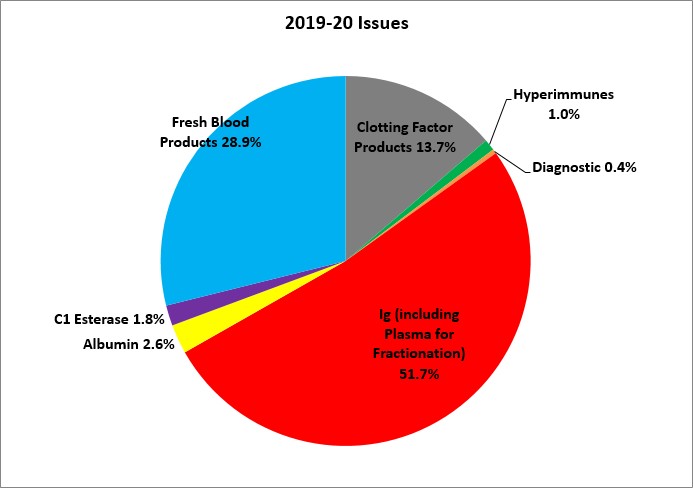 2019-20 Issues
Fresh Blood
Products 28.9%
Clotting Factor
Products 13.7%
Hyperimmunes
1.0%
Diagnostic 0.4%
C1 Esterase 1.8%
Albumin 2.6%
Ig (including
Plasma for
Fractionation)
51.7%